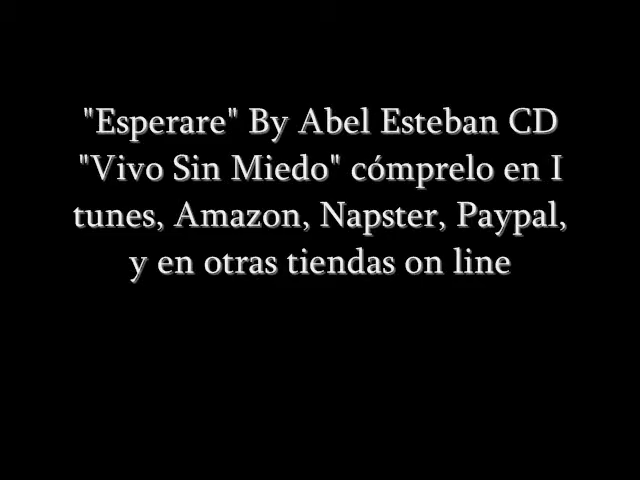 "Esperare" By Abel Esteban CD
"Vivo Sin Miedo" cómprelo en I
tunes, Amazon, Napster, Paypal,
y en otras tiendas on line